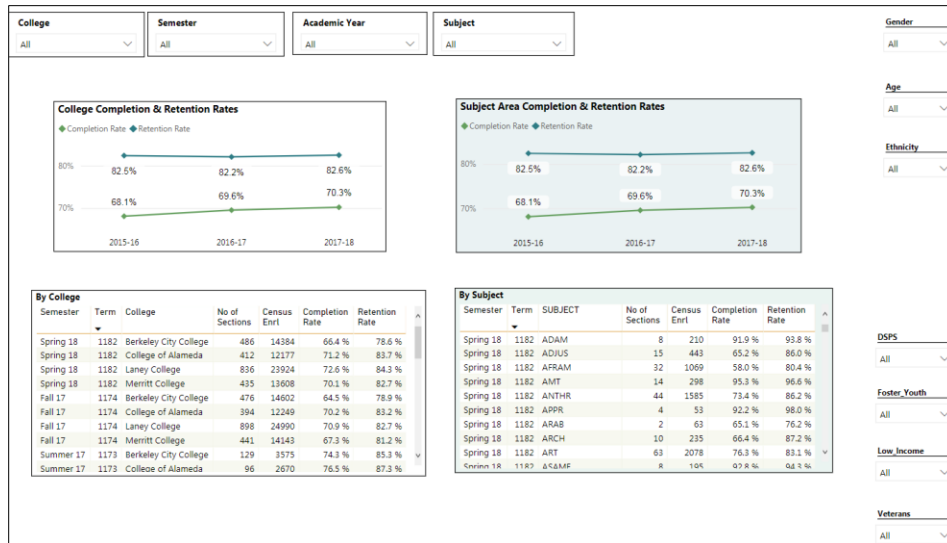 College
All
Semester
All
Academic Year
All
Subject
All
Gender
All
Age
All
Ethnicity
All
College Completion & Retention Rates
Completion Rate Retention Rate
80%
70%
82.5% 82.2% 82.6%
68.1% 69.6% 70.3%
2015-16 2016-17 2017-18
Subject Area Completion & Retention Rates
Completion Rate Retention Rate
80%
70%
82.5% 82.2% 82.6%
68.1% 69.6% 70.3%
2015-16 2016-17 2017-18
By College
Semester Term College No of Sections Census Enrl Completion Rate Retention Rate
Spring 18 1182 Berkeley City College 486 14384 66.4 % 78.6 %
Spring 18 1182 College of Alameda 412 12177 71.2 % 83.7 %
Spring 18 1182 Laney College 836 23924 72.6 % 84.3 %
Spring 18 1182 Merritt College 435 13608 70.1 % 82.7 %
Fall 17 1174 Berkeley City College 476 14602 64.5 % 78.9 %
Fall 17 1174 College of Alameda 394 12249 70.2 % 83.2 %
Fall 17 1174 Laney College 898 24990 70.9 % 82.7 %
Fall 17 1174 Merritt College 441 14143 67.3 % 81.2 %
Summer 17 1173 Berkeley City College 129 3575 74.3 % 85.3 %
Summer 17 1173 College of Alameda 96 2670 76.5 % 87.3 %
By Subject
Semester Term SUBJECT No of Sections Census Enrl Completion Rate Retention Rate
Spring 18 1182 ADAM 8 210 91.9 % 93.8 %
Spring 18 1182 ADJUS 15 443 65.2 % 86.0 %
Spring 18 1182 AFRAM 32 1069 58.0 % 80.4 %
Spring 18 1182 AMT 14 298 95.3 % 96.6 %
Spring 18 1182 ANTHR 44 1585 73.4 % 86.2 %
Spring 18 1182 APPR 4 53 92.2 % 98.0 %
Spring 18 1182 ARAB 2 63 65.1 % 76.2 %
Spring 18 1182 ARCH 10 235 66.4 % 87.2 %
Spring 18 1182 ART 63 2078 76.3 % 83.1 %
Spring 18 1182 ASAME 8 195 92.8 % 94.3 %
DSPS
All
Foster_Youth
All
Low_Income
All
Veterans
All